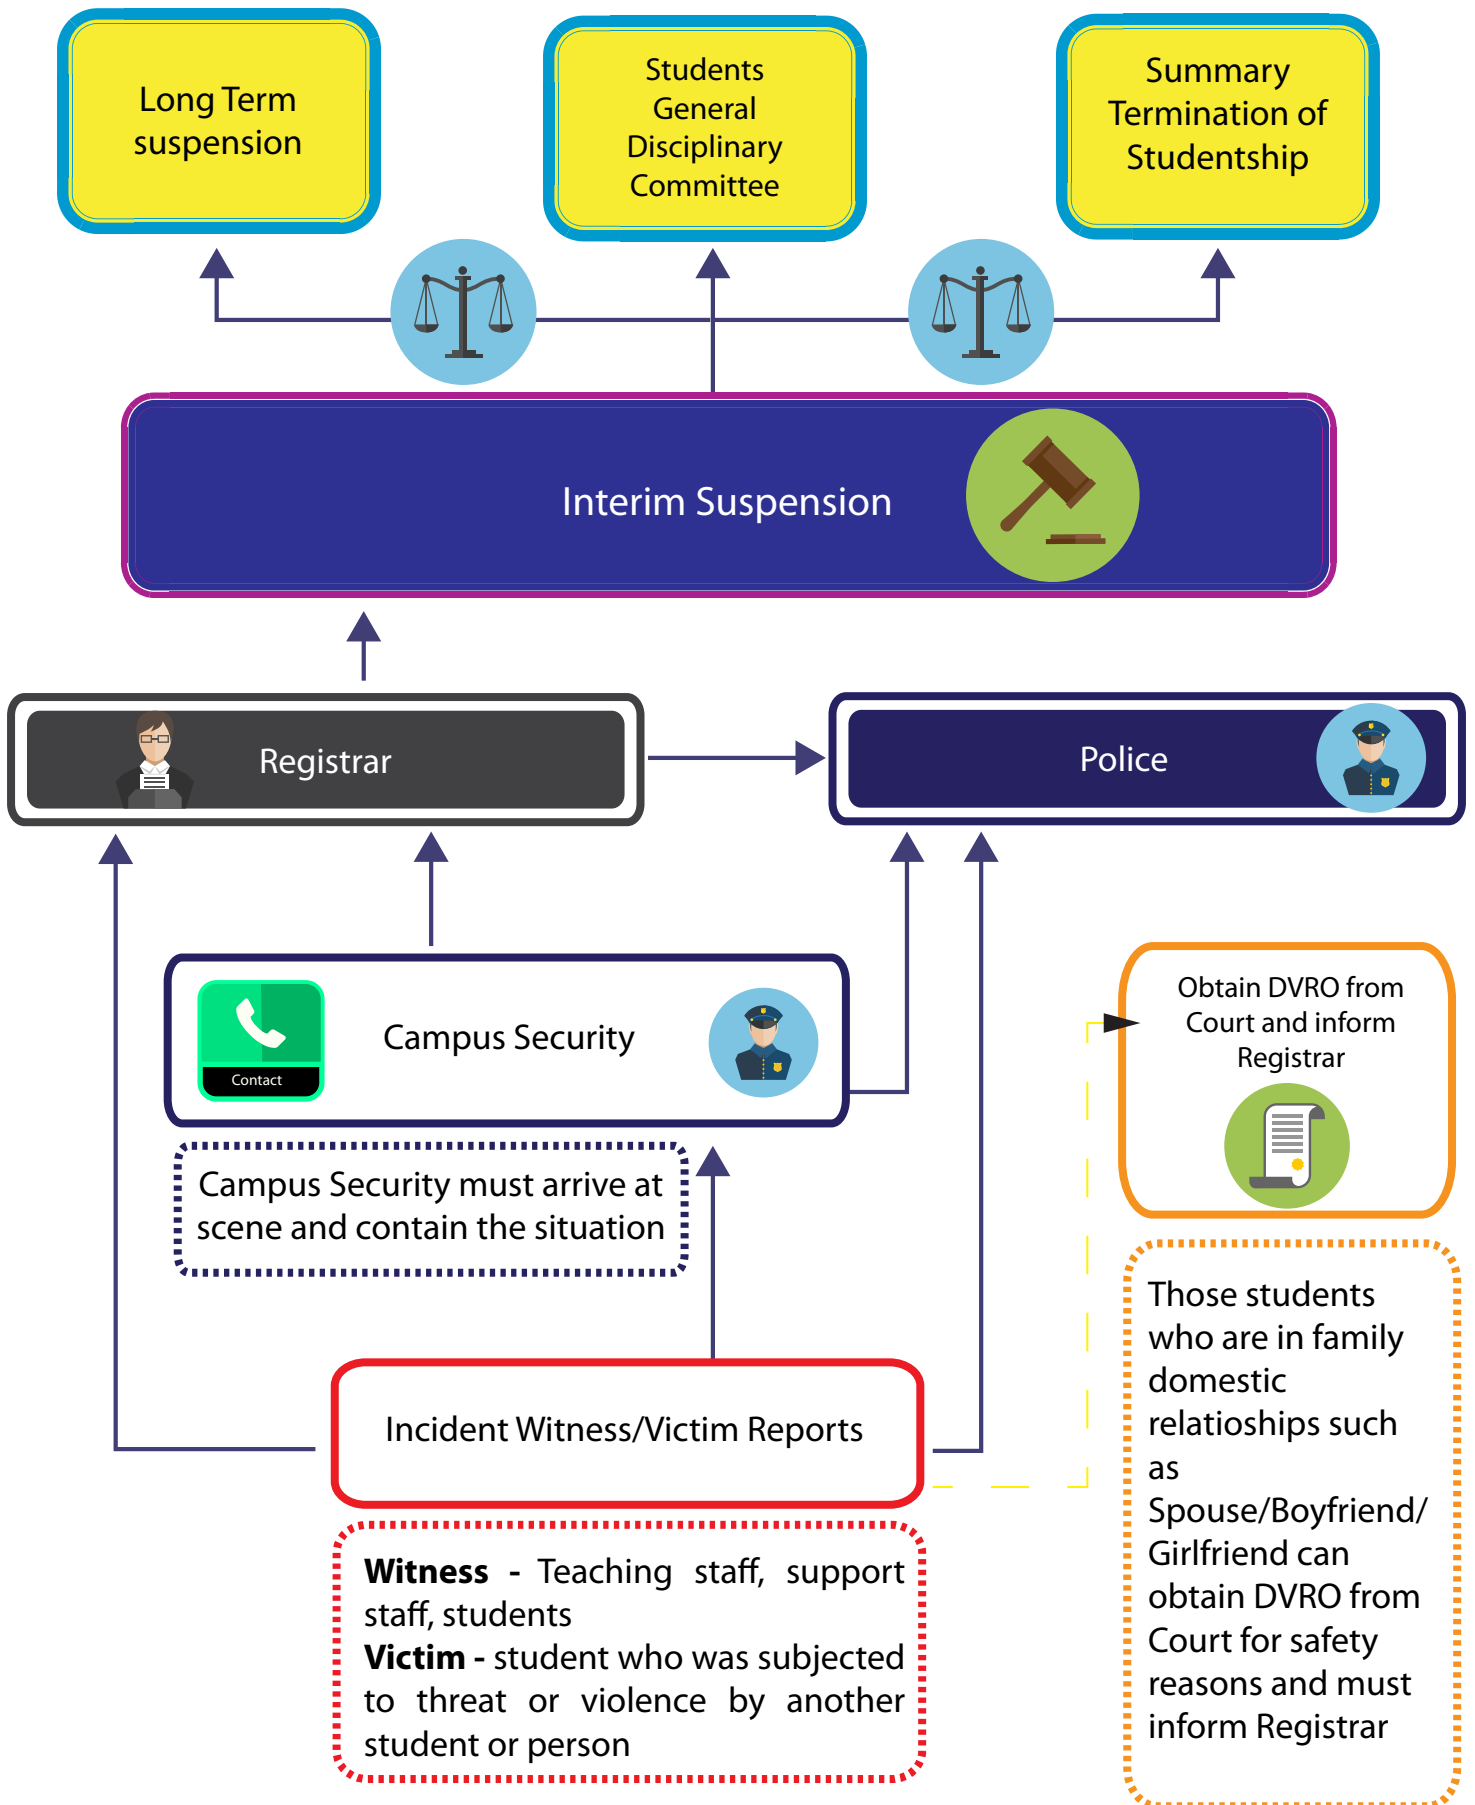 Long Term
suspension
Students
General
Disciplinary
Committee
Summary
Termination of
Studentship
Interim Suspension
Registrar
Police
Contact
Campus Security
Obtain DVRO from
Court and inform
Registrar
Campus Security must arrive at
scene and contain the situation
Incident Witness/Victim Reports
Witness - Teaching staff, support
staff, students
Victim - student who was subjected
to threat or violence by another
student or person
Those students
who are in family
domestic
relatioships such
as
Spouse/Boyfriend/
Girlfriend can
obtain DVRO from
Court for safety
reasons and must
inform Registrar